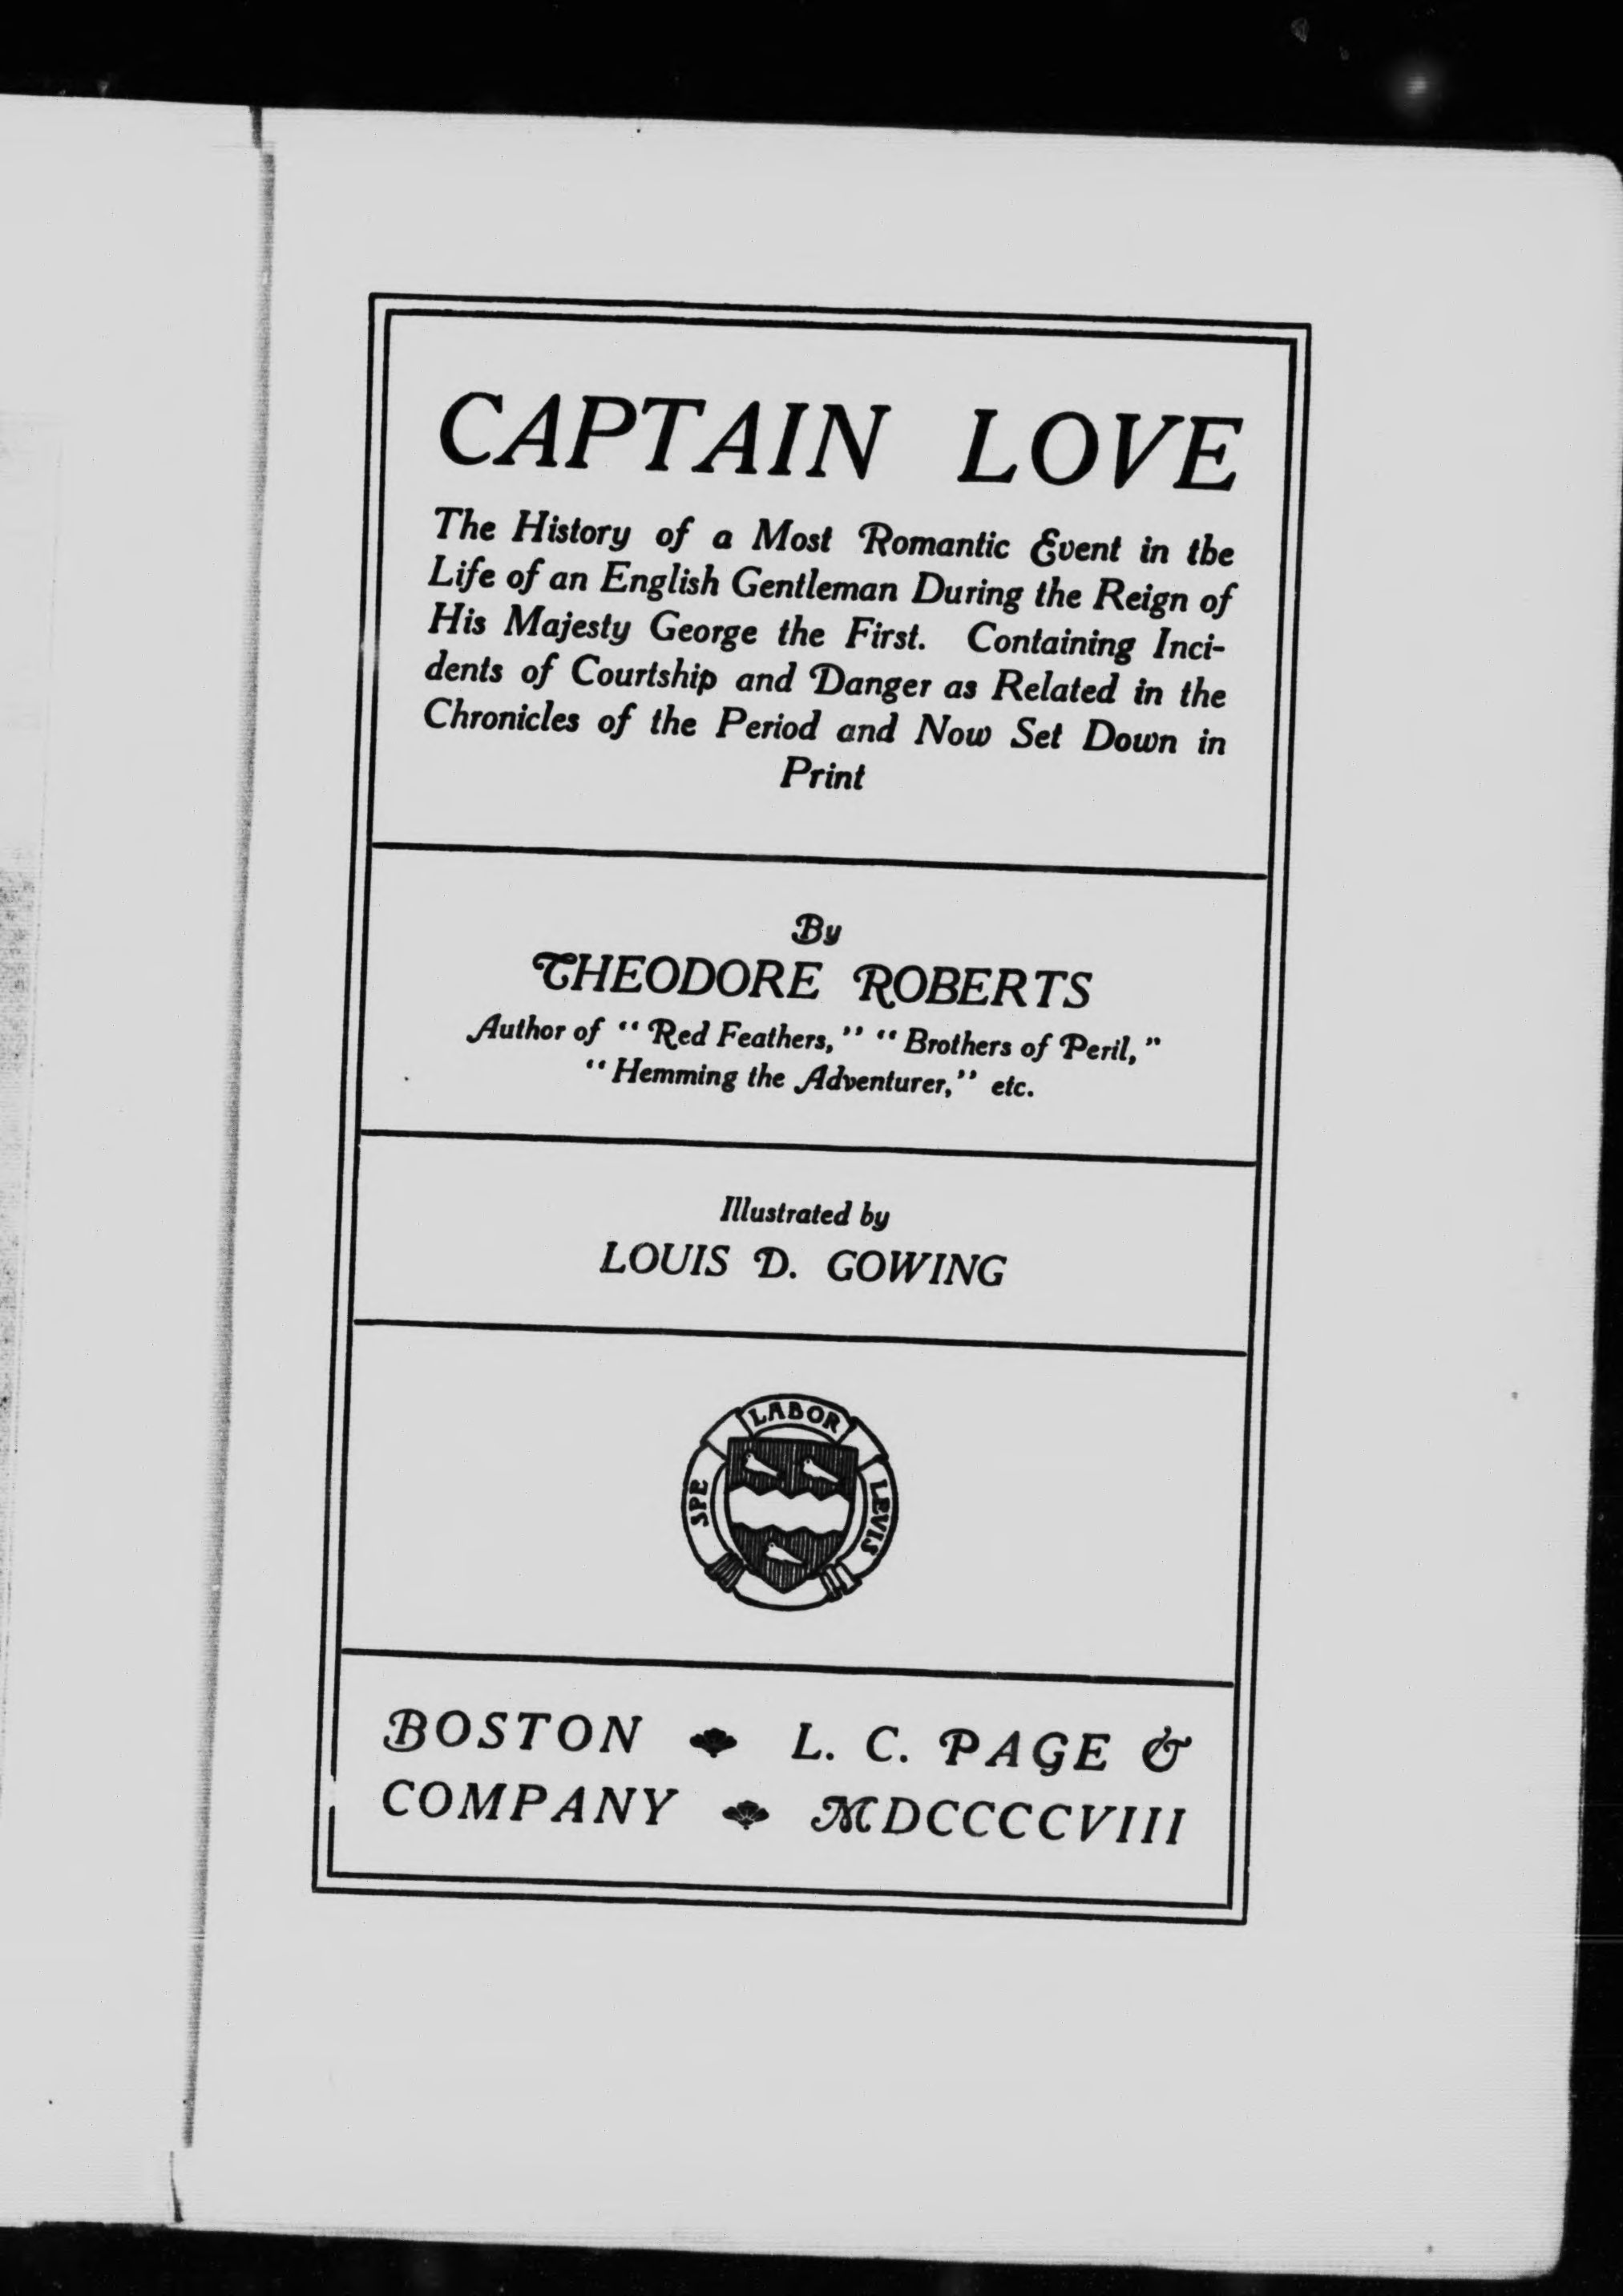 CAPTAIN LOVE
The History of a Most Romantic Event in the
Life of an English Gentleman During the Reign of
His Majesty George the First. Containing Inci-
dents of Courtship and Danger as Related in the
Chronicles of the Period and Now Set Down in
Print
By
THEODORE ROBERTS
Author of "Red Feathers," "Brothers of Peril,"
"Hemming the Adventurer," etc.
Illustrated by
LOUIS D. GOWING
SPE LABOR LEVIS
BOSTON L. C. PAGE &
COMPANY MDCCCCVIII